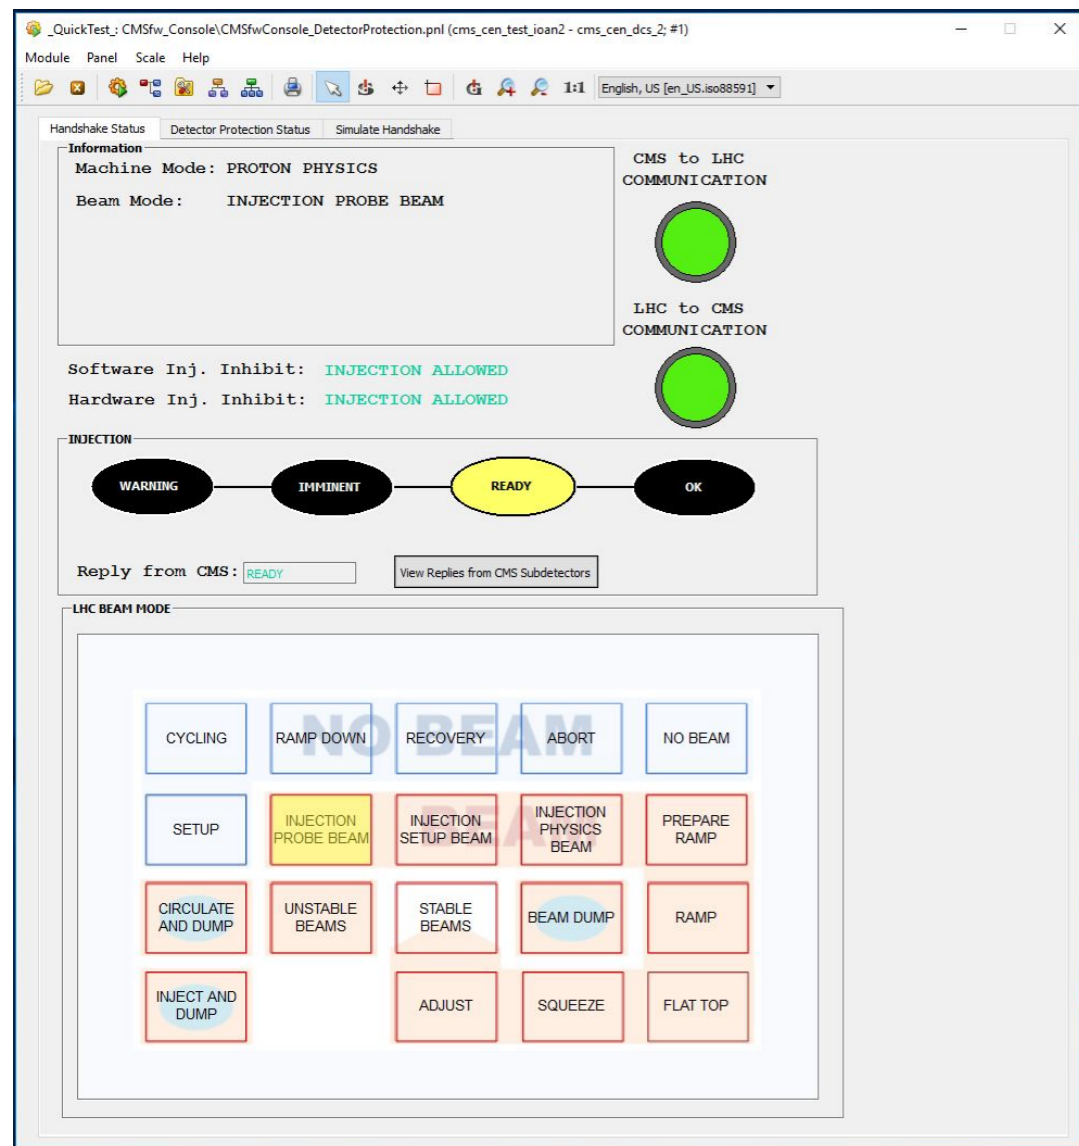 _QuickTest_: CMSfw_Console\CMSfwConsole_DetectorProtection.pnl (cms_cen_test_ioan2 - cms_cen_dcs_2; #1)
Module Panel Scale Help
1:1 English, US [en_US.iso88591]
Handshake Status Detector Protection Status Simulate Handshake
Information
Machine Mode: PROTON PHYSICS
Beam Mode: INJECTION PROBE BEAM
CMS to LHC
COMMUNICATION
LHC to CMS
COMMUNICATION
Software Inj. Inhibit: INJECTION ALLOWED
Hardware Inj. Inhibit: INJECTION ALLOWED
INJECTION
WARNING IMMINENT READY OK
Reply from CMS: READY View Replies from CMS Subdetectors
LHC BEAM MODE
NO BEAM
CYCLING RAMP DOWN RECOVERY ABORT NO BEAM
BEAM
SETUP
INJECTION
PROBE BEAM
INJECTION
SETUP BEAM
INJECTION
PHYSICS
BEAM
PREPARE
RAMP
CIRCULATE
AND DUMP
UNSTABLE
BEAMS
STABLE
BEAMS
BEAM DUMP
RAMP
INJECT AND
DUMP
ADJUST
SQUEEZE
FLAT TOP